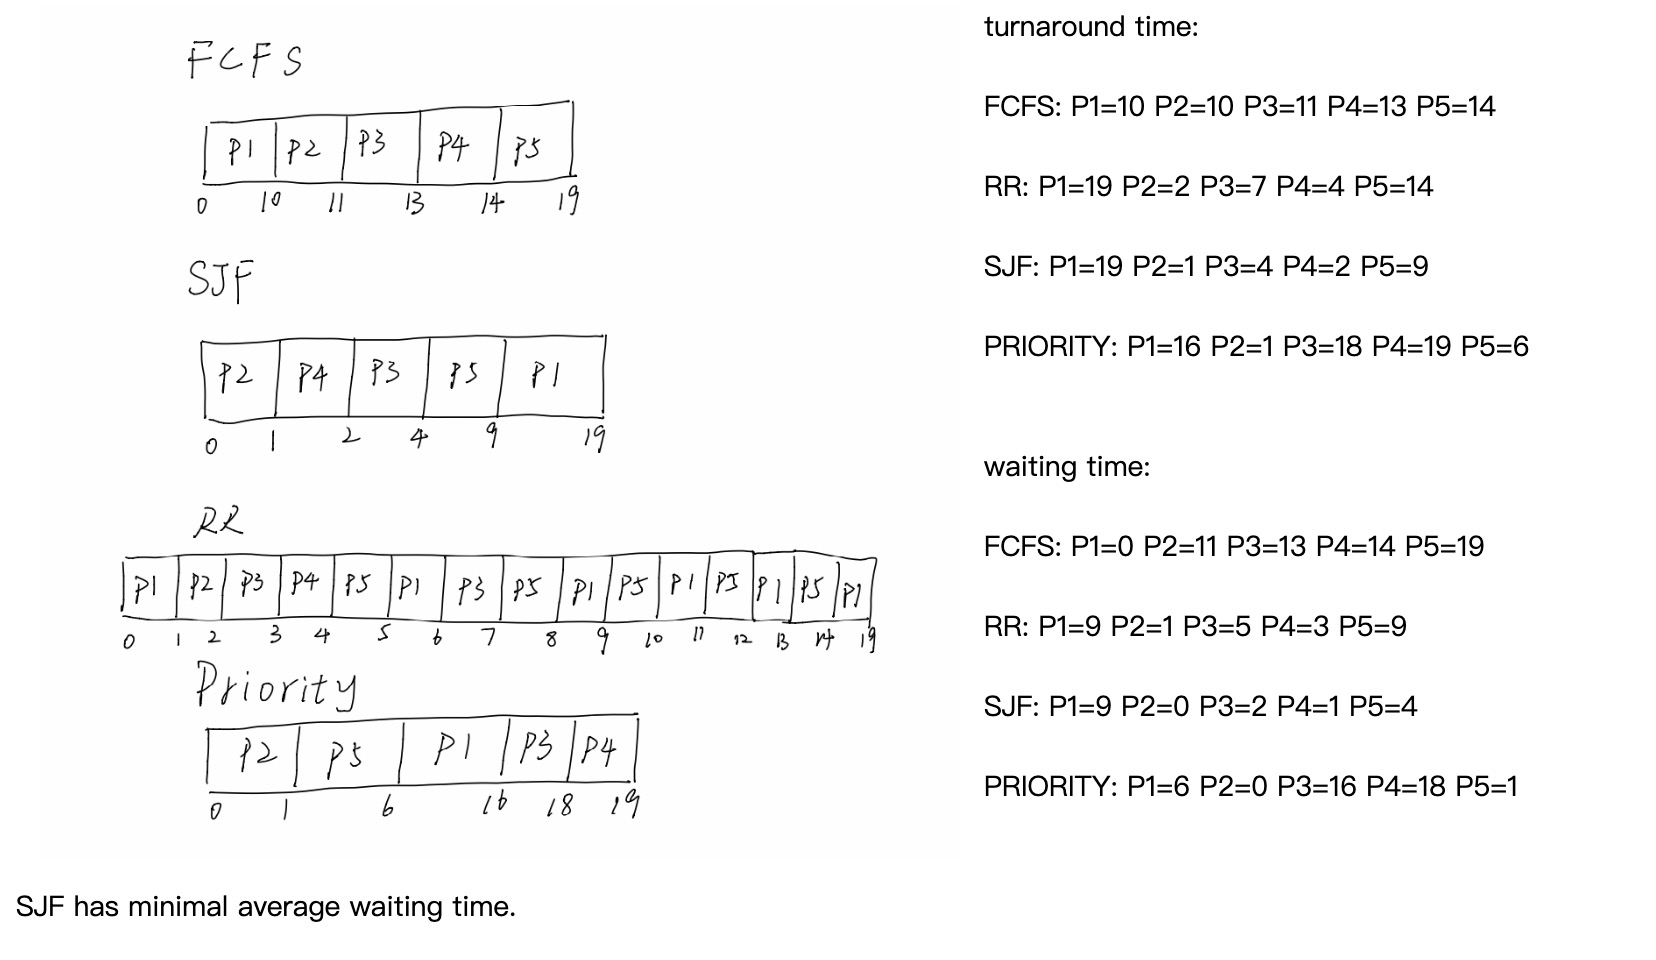 FCFS
P1 P2 P3 P4 P5
0 10 11 13 14 19
SJF
P2 P4 P3 P5 P1
0 1 2 4 9 19
RR
P1 P2 P3 P4 P5 P1 P3 P5 P1 P5 P1 P5 P1 P5 P1
0 1 2 3 4 5 6 7 8 9 10 11 12 13 14 19
Priority
P2 P5 P1 P3 P4
0 1 6 16 18 19
turnaround time:
FCFS: P1=10 P2=10 P3=11 P4=13 P5=14
RR: P1=19 P2=2 P3=7 P4=4 P5=14
SJF: P1=19 P2=1 P3=4 P4=2 P5=9
PRIORITY: P1=16 P2=1 P3=18 P4=19 P5=6
waiting time:
FCFS: P1=0 P2=11 P3=13 P4=14 P5=19
RR: P1=9 P2=1 P3=5 P4=3 P5=9
SJF: P1=9 P2=0 P3=2 P4=1 P5=4
PRIORITY: P1=6 P2=0 P3=16 P4=18 P5=1
SJF has minimal average waiting time.